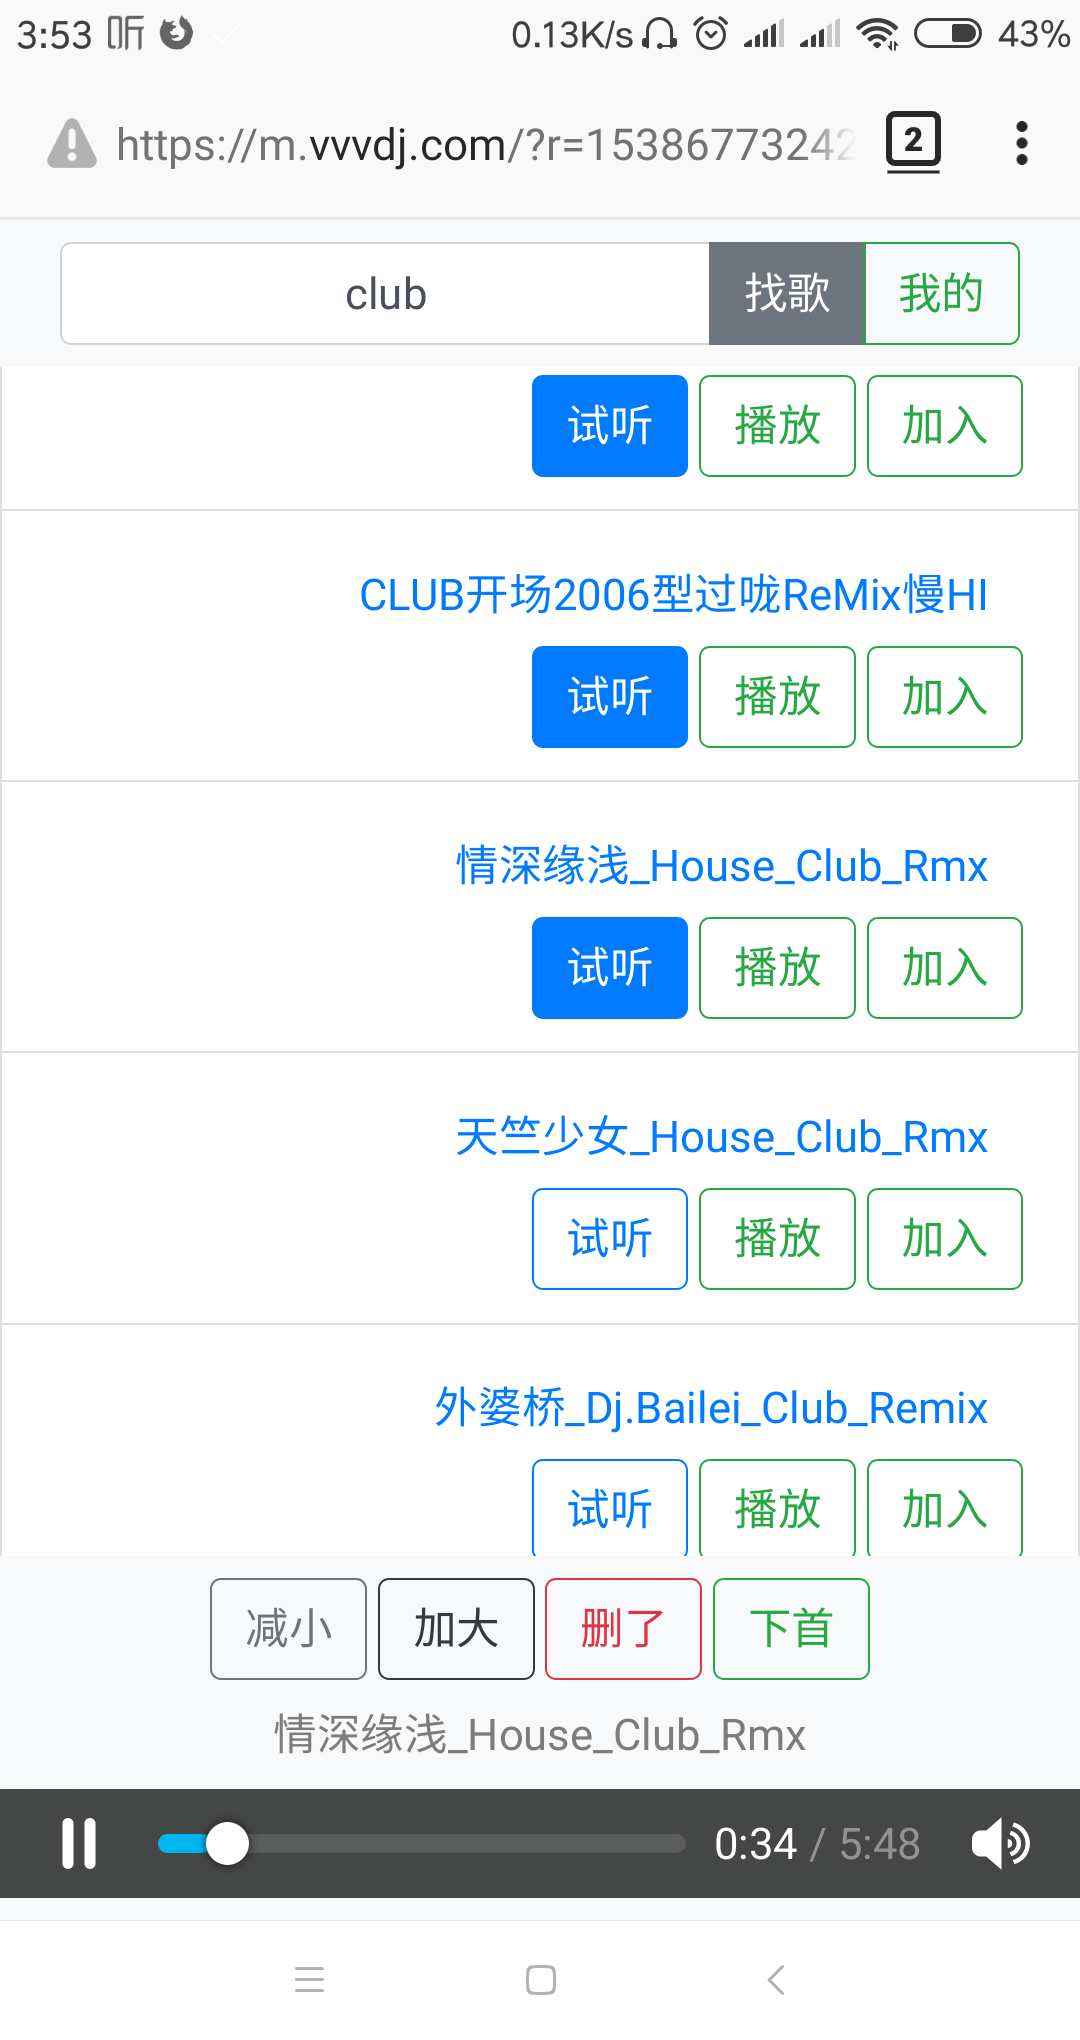 3:53 听 0.13K/s 43%
https://m.vvvdj.com/?r=15386773242 2
club 找歌 我的
试听 播放 加入
CLUB开场2006型过咙ReMix慢HI
试听 播放 加入
情深缘浅_House_Club_Rmx
试听 播放 加入
天竺少女_House_Club_Rmx
试听 播放 加入
外婆桥_Dj.Bailei_Club_Remix
试听 播放 加入
减小 加大 删了 下首
情深缘浅_House_Club_Rmx
0:34 / 5:48